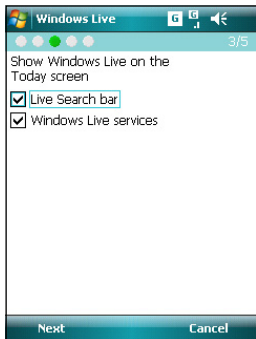 Windows Live G G
3/5
Show Windows Live on the
Today screen
Live Search bar
Windows Live services
Next Cancel